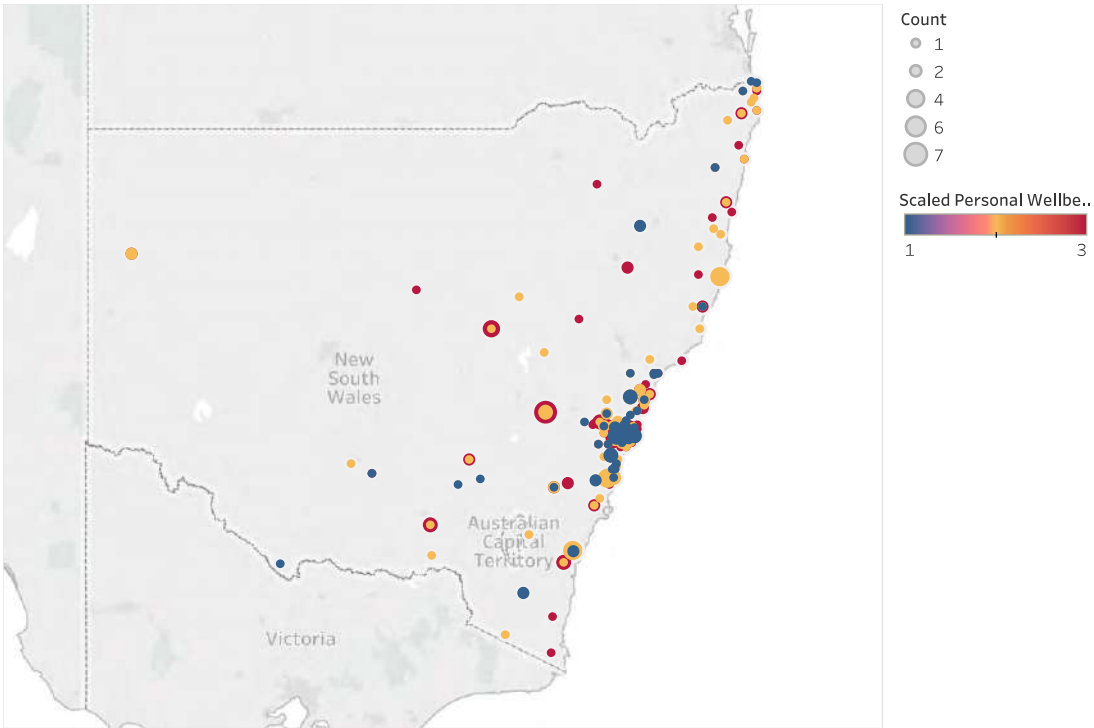 Count
1
2
4
6
7
Scaled Personal Wellbe..
1
3
New
South
Wales
Australian
Capital
Territory
Victoria